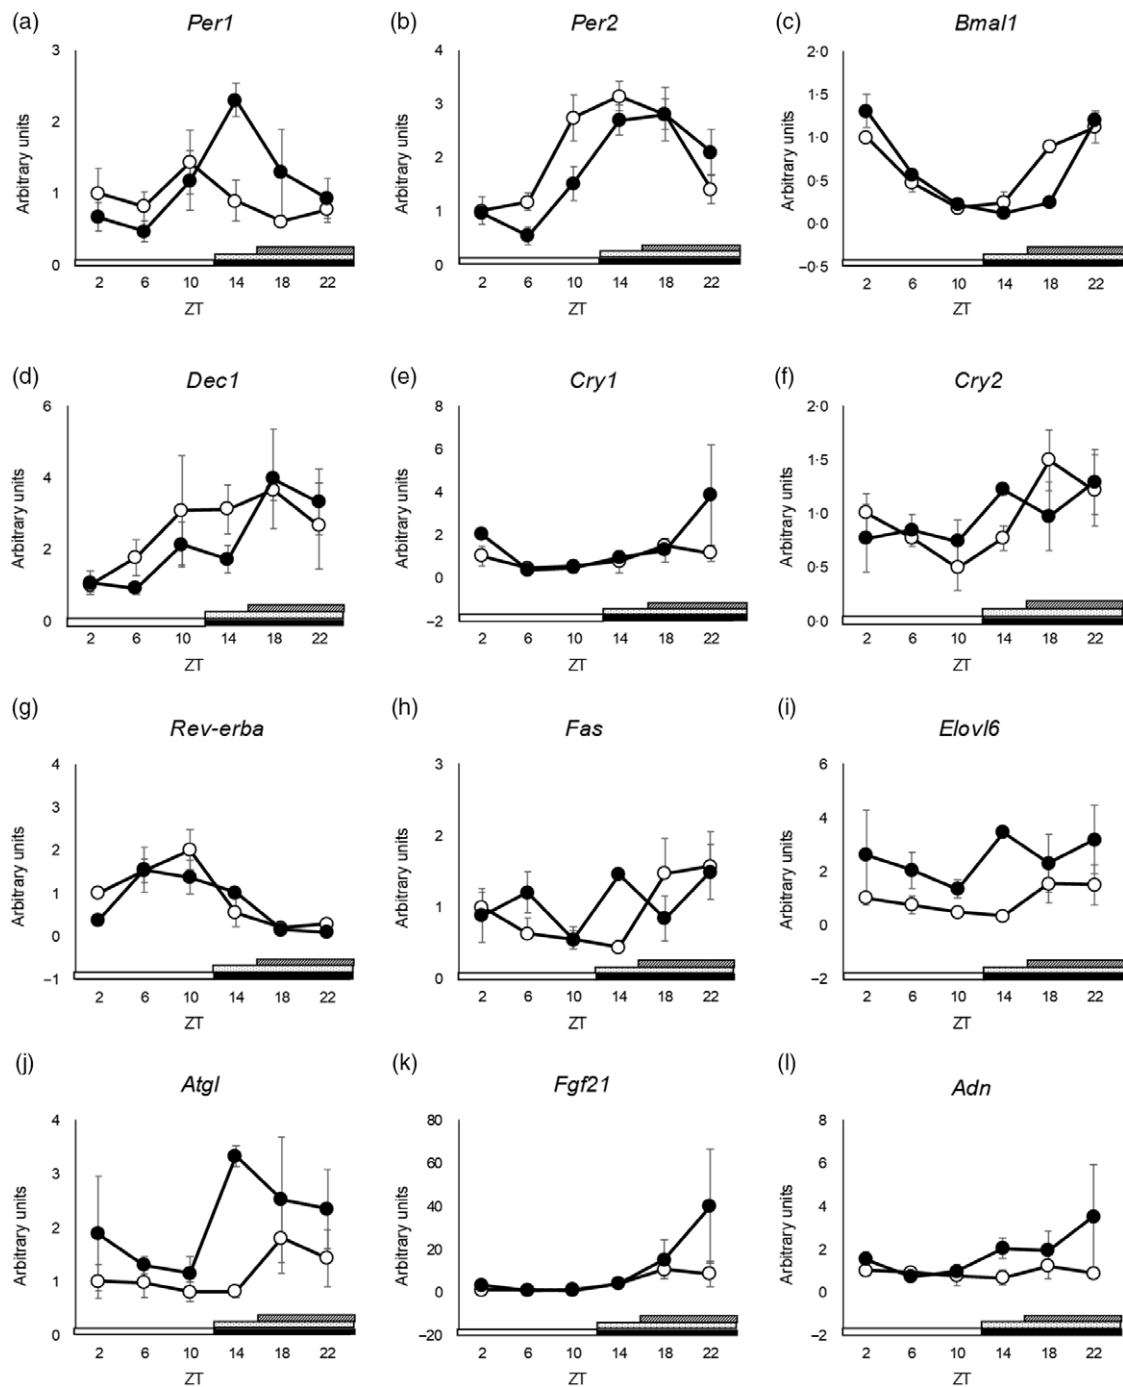 (a) Per1
3
2
1
0
Arbitrary units
2 6 10 14 18 22
ZT
(b) Per2
4
3
2
1
0
Arbitrary units
2 6 10 14 18 22
ZT
(c) Bmal1
2·0
1·5
1·0
0·5
0·0
–0·5
Arbitrary units
2 6 10 14 18 22
ZT
(d) Dec1
6
4
2
0
Arbitrary units
2 6 10 14 18 22
ZT
(e) Cry1
8
6
4
2
0
–2
Arbitrary units
2 6 10 14 18 22
ZT
(f) Cry2
2·0
1·5
1·0
0·5
0·0
Arbitrary units
2 6 10 14 18 22
ZT
(g) Rev-erba
4
3
2
1
0
–1
Arbitrary units
2 6 10 14 18 22
ZT
(h) Fas
3
2
1
0
Arbitrary units
2 6 10 14 18 22
ZT
(i) Elovl6
6
4
2
0
–2
Arbitrary units
2 6 10 14 18 22
ZT
(j) Atgl
4
3
2
1
0
Arbitrary units
2 6 10 14 18 22
ZT
(k) Fgf21
80
60
40
20
0
–20
Arbitrary units
2 6 10 14 18 22
ZT
(l) Adn
8
6
4
2
0
–2
Arbitrary units
2 6 10 14 18 22
ZT